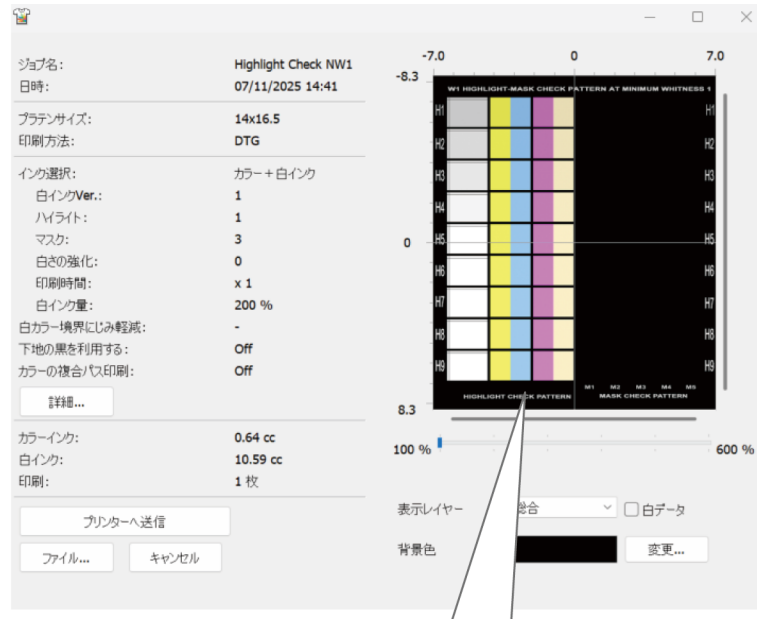 ジョブ名: Highlight Check NW1
日時: 07/11/2025 14:41
プラテンサイズ: 14x16.5
印刷方法: DTG
インク選択: カラー+白インク
白インクVer.: 1
ハイライト: 1
マスク: 3
白さの強化: 0
印刷時間: x 1
白インク量: 200 %
白カラー境界にじみ軽減: -
下地の黒を利用する: Off
カラーの複合パス印刷: Off
詳細...
カラーインク: 0.64 cc
白インク: 10.59 cc
印刷: 1 枚
プリンターへ送信
ファイル... キャンセル
-7.0 0 7.0
-8.3
W1 HIGHLIGHT-MASK CHECK PATTERN AT MINIMUM WHITNESS 1
H1 H1
H2 H2
H3 H3
H4 H4
0 H5 H5
H6 H6
H7 H7
H8 H8
H9 H9
M1 M2 M3 M4 M5
HIGHLIGHT CHECK PATTERN MASK CHECK PATTERN
8.3
100 % 600 %
表示レイヤー 総合 白データ
背景色 変更...